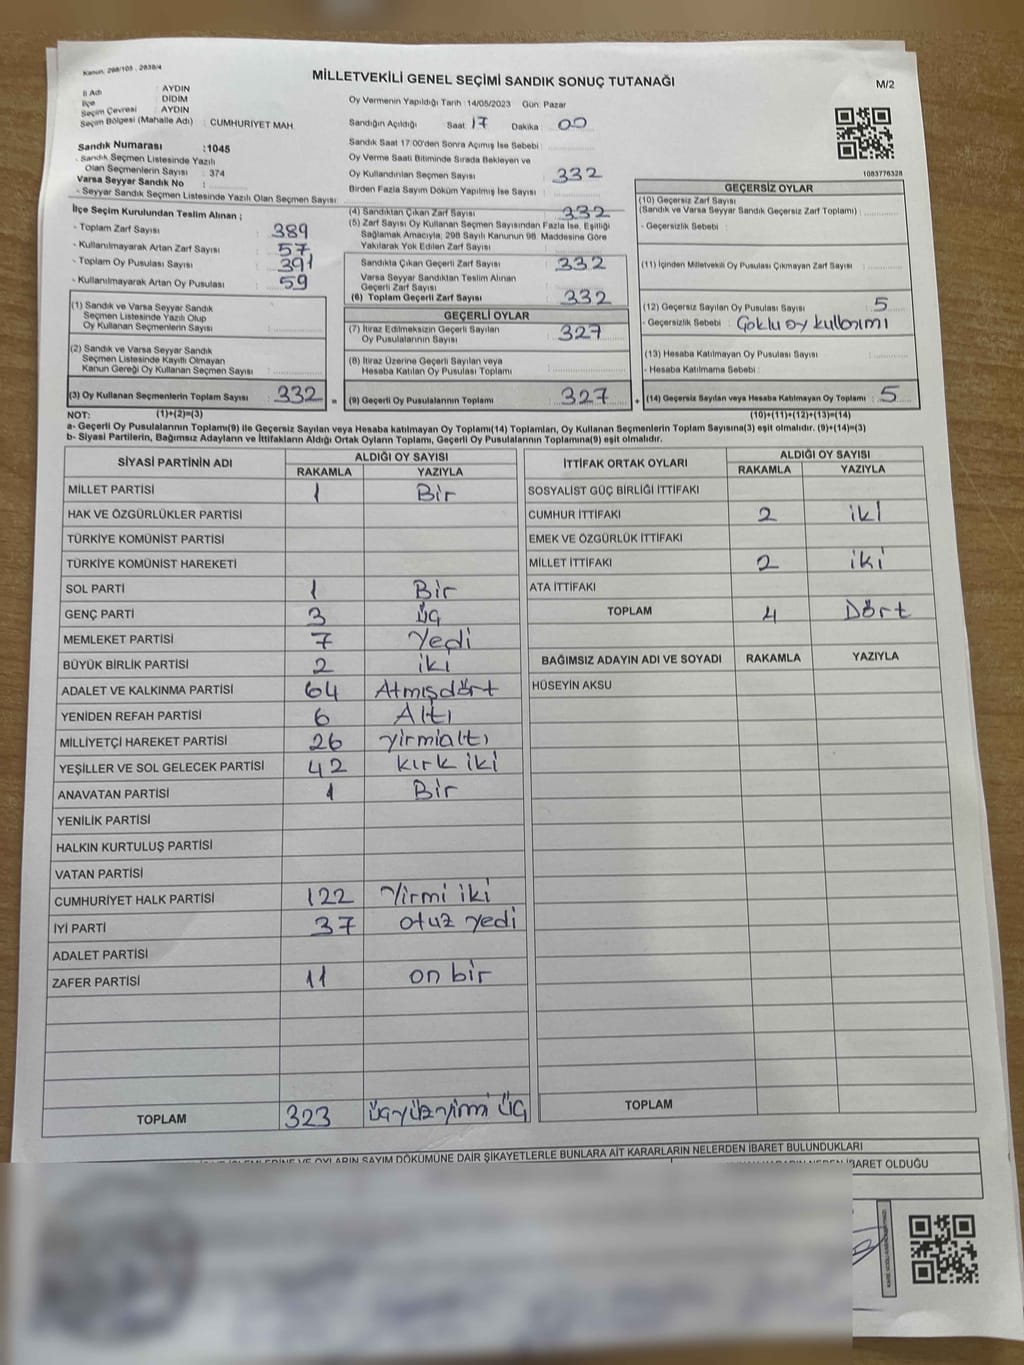 Kanun: 298/105 , 2839/4
MİLLETVEKİLİ GENEL SEÇİMİ SANDIK SONUÇ TUTANAĞI
M/2
İl Adı : AYDIN
İlçe : DİDİM
Seçim Çevresi : AYDIN
Seçim Bölgesi (Mahalle Adı) : CUMHURİYET MAH.
Oy Vermenin Yapıldığı Tarih :14/05/2023 Gün: Pazar
Sandığın Açıldığı Saat 17 Dakika 00
Sandık Numarası :1045
- Sandık Seçmen Listesinde Yazılı
Olan Seçmenlerin Sayısı : 374
Varsa Seyyar Sandık No :
- Seyyar Sandık Seçmen Listesinde Yazılı Olan Seçmen Sayısı :
Sandık Saat 17:00'den Sonra Açımış İse Sebebi :
Oy Verme Saati Bitiminde Sırada Bekleyen ve
Oy Kullandırılan Seçmen Sayısı : 332
Birden Fazla Sayım Döküm Yapılmış İse Sayısı :
1083776328
İlçe Seçim Kurulundan Teslim Alınan ;
- Toplam Zarf Sayısı : 389
- Kullanılmayarak Artan Zarf Sayısı : 57
- Toplam Oy Pusulası Sayısı : 391
- Kullanılmayarak Artan Oy Pusulası : 59
(1) Sandık ve Varsa Seyyar Sandık
Seçmen Listesinde Yazılı Olup
Oy Kullanan Seçmenlerin Sayısı :
(2) Sandık ve Varsa Seyyar Sandık
Seçmen Listesinde Kayıtlı Olmayan
Kanun Gereği Oy Kullanan Seçmen Sayısı :
(3) Oy Kullanan Seçmenlerin Toplam Sayısı : 332 =
(4) Sandıktan Çıkan Zarf Sayısı : 332
(5) Zarf Sayısı Oy Kullanan Seçmen Sayısından Fazla İse, Eşitliği
Sağlamak Amacıyla; 298 Sayılı Kanunun 98. Maddesine Göre
Yakılarak Yok Edilen Zarf Sayısı :
Sandıkta Çıkan Geçerli Zarf Sayısı : 332
Varsa Seyyar Sandıktan Teslim Alınan
Geçerli Zarf Sayısı :
(6) Toplam Geçerli Zarf Sayısı : 332
GEÇERLİ OYLAR
(7) İtiraz Edilmeksizin Geçerli Sayılan
Oy Pusulalarının Sayısı : 327
(8) İtiraz Üzerine Geçerli Sayılan veya
Hesaba Katılan Oy Pusulası Toplamı :
(9) Geçerli Oy Pusulalarının Toplamı : 327 +
GEÇERSİZ OYLAR
(10) Geçersiz Zarf Sayısı
(Sandık ve Varsa Seyyar Sandık Geçersiz Zarf Toplamı) :
- Geçersizlik Sebebi :
(11) İçinden Milletvekili Oy Pusulası Çıkmayan Zarf Sayısı :
(12) Geçersiz Sayılan Oy Pusulası Sayısı : 5
- Geçersizlik Sebebi : Çoklu oy kullanımı
(13) Hesaba Katılmayan Oy Pusulası Sayısı :
- Hesaba Katılmama Sebebi :
(14) Geçersiz Sayılan veya Hesaba Katılmayan Oy Toplamı : 5
NOT: (1)+(2)=(3) (10)+(11)+(12)+(13)=(14)
a- Geçerli Oy Pusulalarının Toplamı(9) ile Geçersiz Sayılan veya Hesaba katılmayan Oy Toplamı(14) Toplamları, Oy Kullanan Seçmenlerin Toplam Sayısına(3) eşit olmalıdır. (9)+(14)=(3)
b- Siyasi Partilerin, Bağımsız Adayların ve İttifakların Aldığı Ortak Oyların Toplamı, Geçerli Oy Pusulalarının Toplamına(9) eşit olmalıdır.
SİYASİ PARTİNİN ADI ALDIĞI OY SAYISI
RAKAMLA YAZIYLA
MİLLET PARTİSİ 1 Bir
HAK VE ÖZGÜRLÜKLER PARTİSİ
TÜRKİYE KOMÜNİST PARTİSİ
TÜRKİYE KOMÜNİST HAREKETİ
SOL PARTİ 1 Bir
GENÇ PARTİ 3 üç
MEMLEKET PARTİSİ 7 Yedi
BÜYÜK BİRLİK PARTİSİ 2 iki
ADALET VE KALKINMA PARTİSİ 64 Atmışdört
YENİDEN REFAH PARTİSİ 6 Altı
MİLLİYETÇİ HAREKET PARTİSİ 26 yirmialtı
YEŞİLLER VE SOL GELECEK PARTİSİ 42 kırk iki
ANAVATAN PARTİSİ 1 Bir
YENİLİK PARTİSİ
HALKIN KURTULUŞ PARTİSİ
VATAN PARTİSİ
CUMHURİYET HALK PARTİSİ 122 Yirmi iki
İYİ PARTİ 37 otuz yedi
ADALET PARTİSİ
ZAFER PARTİSİ 11 on bir
TOPLAM 323 üçyüzyirmi üç
İTTİFAK ORTAK OYLARI ALDIĞI OY SAYISI
RAKAMLA YAZIYLA
SOSYALİST GÜÇ BİRLİĞİ İTTİFAKI
CUMHUR İTTİFAKI 2 iki
EMEK VE ÖZGÜRLÜK İTTİFAKI
MİLLET İTTİFAKI 2 iki
ATA İTTİFAKI
TOPLAM 4 Dört
BAĞIMSIZ ADAYIN ADI VE SOYADI RAKAMLA YAZIYLA
HÜSEYİN AKSU
TOPLAM
VE OYLARIN SAYIM DÖKÜMÜNE DAİR ŞİKAYETLERLE BUNLARA AİT KARARLARIN NELERDEN İBARET BULUNDUKLARI
İBARET OLDUĞU